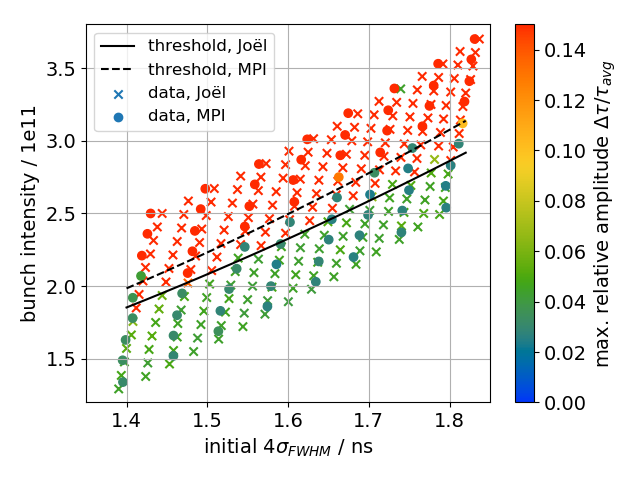 threshold, Joël
threshold, MPI
data, Joël
data, MPI
bunch intensity / 1e11
3.5
3.0
2.5
2.0
1.5
1.4 1.5 1.6 1.7 1.8
initial 4σ_FWHM / ns
0.14
0.12
0.10
0.08
0.06
0.04
0.02
0.00
max. relative amplitude Δτ/τ_avg